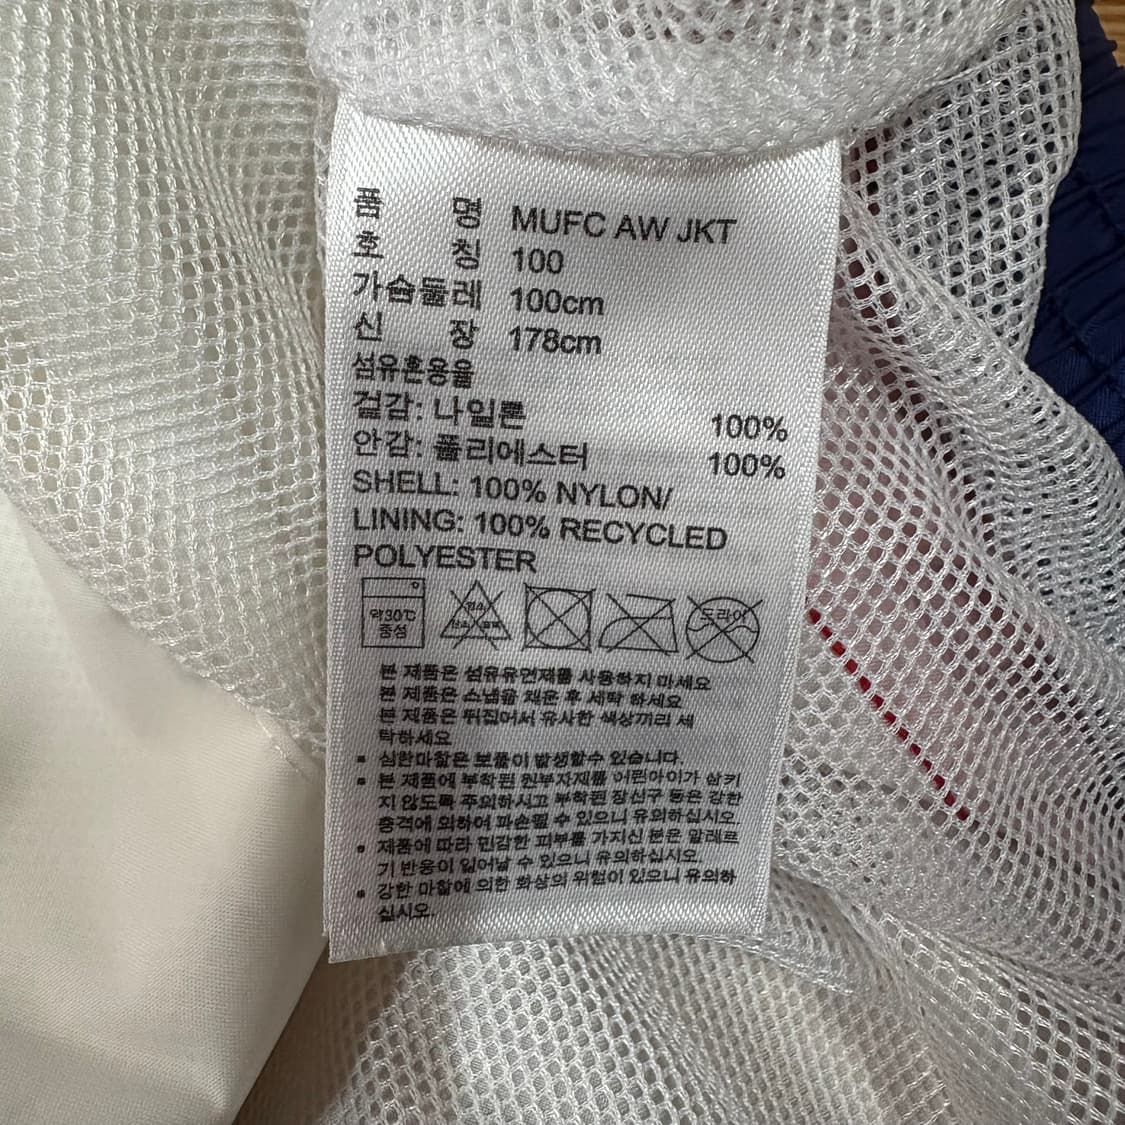 품 명 MUFC AW JKT
호 칭 100
가슴둘레 100cm
신 장 178cm
섬유혼용율
겉감: 나일론 100%
안감: 폴리에스터 100%
SHELL: 100% NYLON/
LINING: 100% RECYCLED
POLYESTER
약30℃
중성
염소
산소 표백
드라이
본 제품은 섬유유연제를 사용하지 마세요
본 제품은 스냅을 채운 후 세탁 하세요
본 제품은 뒤집어서 유사한 색상끼리 세
탁하세요
심한마찰은 보풀이 발생할수 있습니다.
본 제품에 부착된 원부자재를 어린아이가 삼키
지 않도록 주의하시고 부착된 장신구 등은 강한
충격에 의하여 파손될 수 있으니 유의하십시오.
제품에 따라 민감한 피부를 가지신 분은 알레르
기 반응이 일어날 수 있으니 유의하십시오.
강한 마찰에 의한 화상의 위험이 있으니 유의하
십시오.